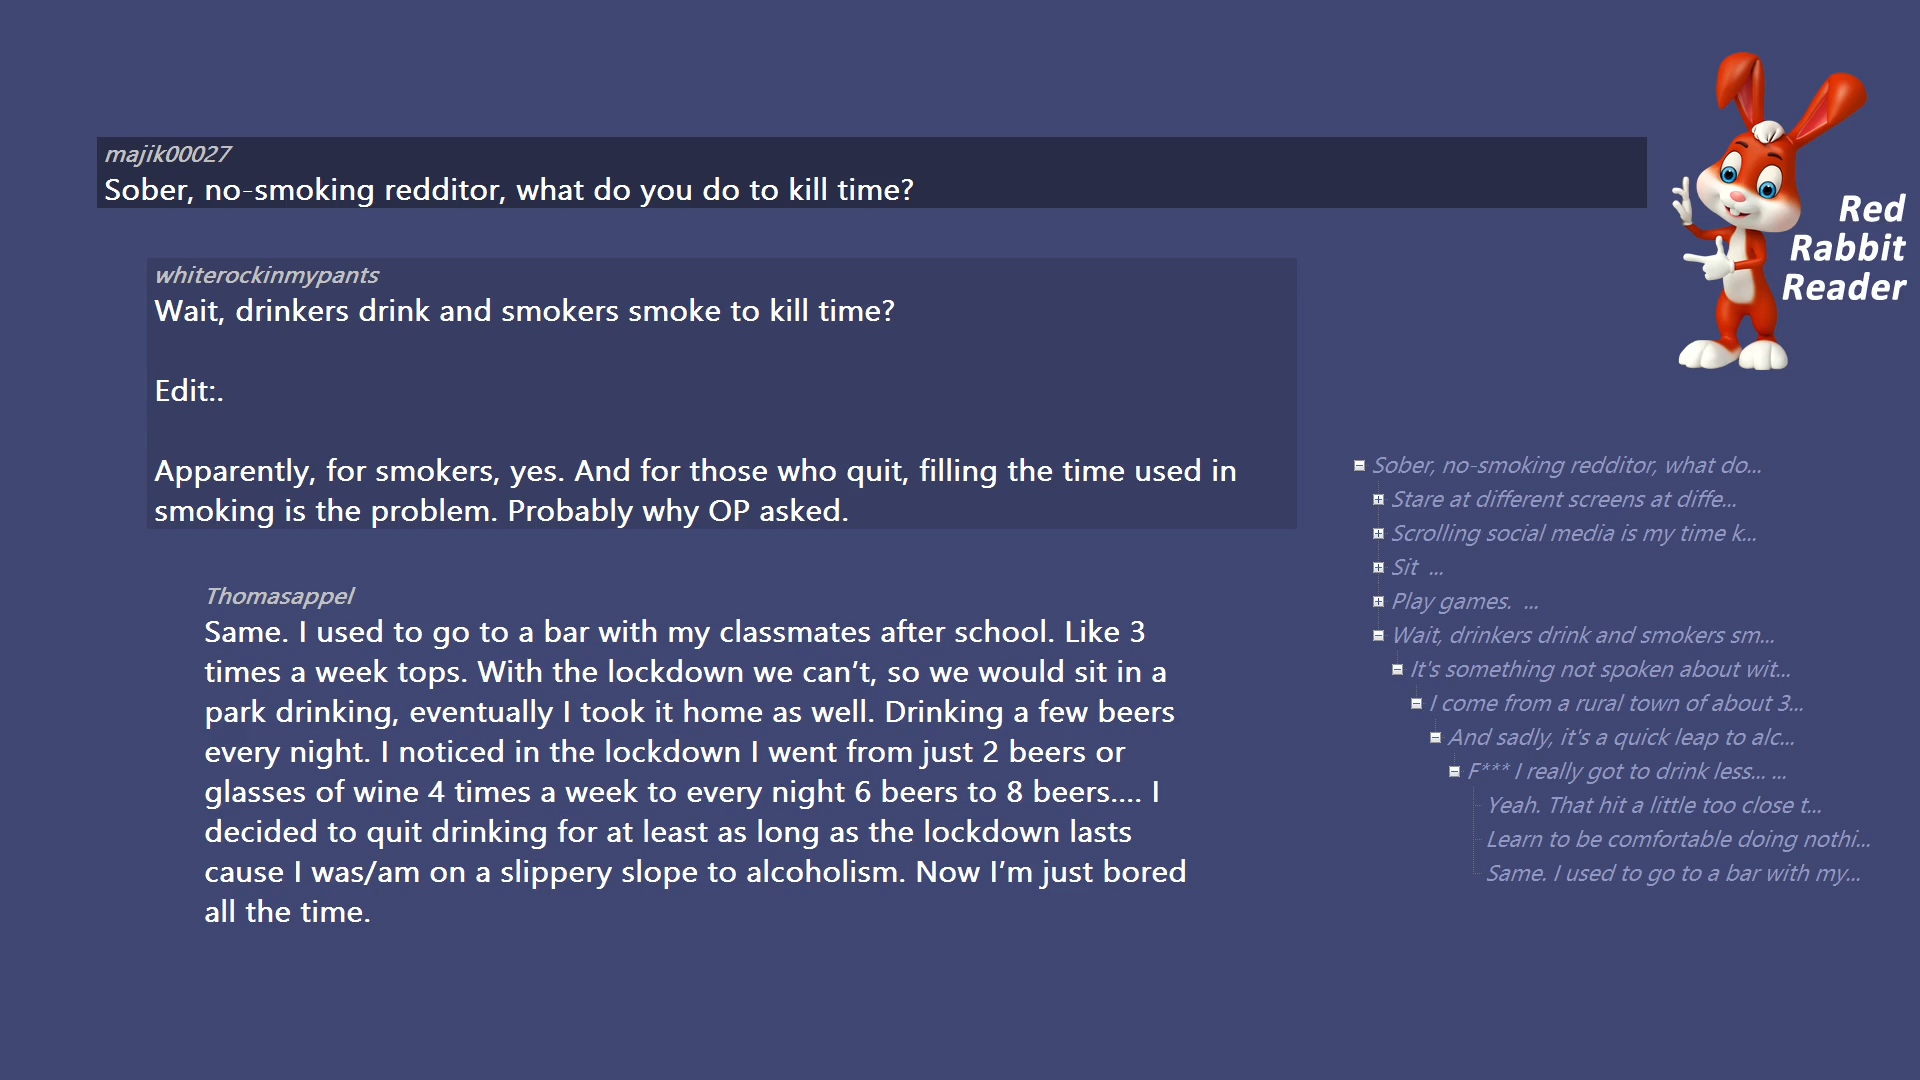 majik00027
Sober, no-smoking redditor, what do you do to kill time?
whiterockinmypants
Wait, drinkers drink and smokers smoke to kill time?
Edit:.
Apparently, for smokers, yes. And for those who quit, filling the time used in
smoking is the problem. Probably why OP asked.
Thomasappel
Same. I used to go to a bar with my classmates after school. Like 3
times a week tops. With the lockdown we can’t, so we would sit in a
park drinking, eventually I took it home as well. Drinking a few beers
every night. I noticed in the lockdown I went from just 2 beers or
glasses of wine 4 times a week to every night 6 beers to 8 beers.... I
decided to quit drinking for at least as long as the lockdown lasts
cause I was/am on a slippery slope to alcoholism. Now I’m just bored
all the time.
Red
Rabbit
Reader
Sober, no-smoking redditor, what do...
Stare at different screens at diffe...
Scrolling social media is my time k...
Sit ...
Play games. ...
Wait, drinkers drink and smokers sm...
It's something not spoken about wit...
I come from a rural town of about 3...
And sadly, it's a quick leap to alc...
F*** I really got to drink less... ...
Yeah. That hit a little too close t...
Learn to be comfortable doing nothi...
Same. I used to go to a bar with my...